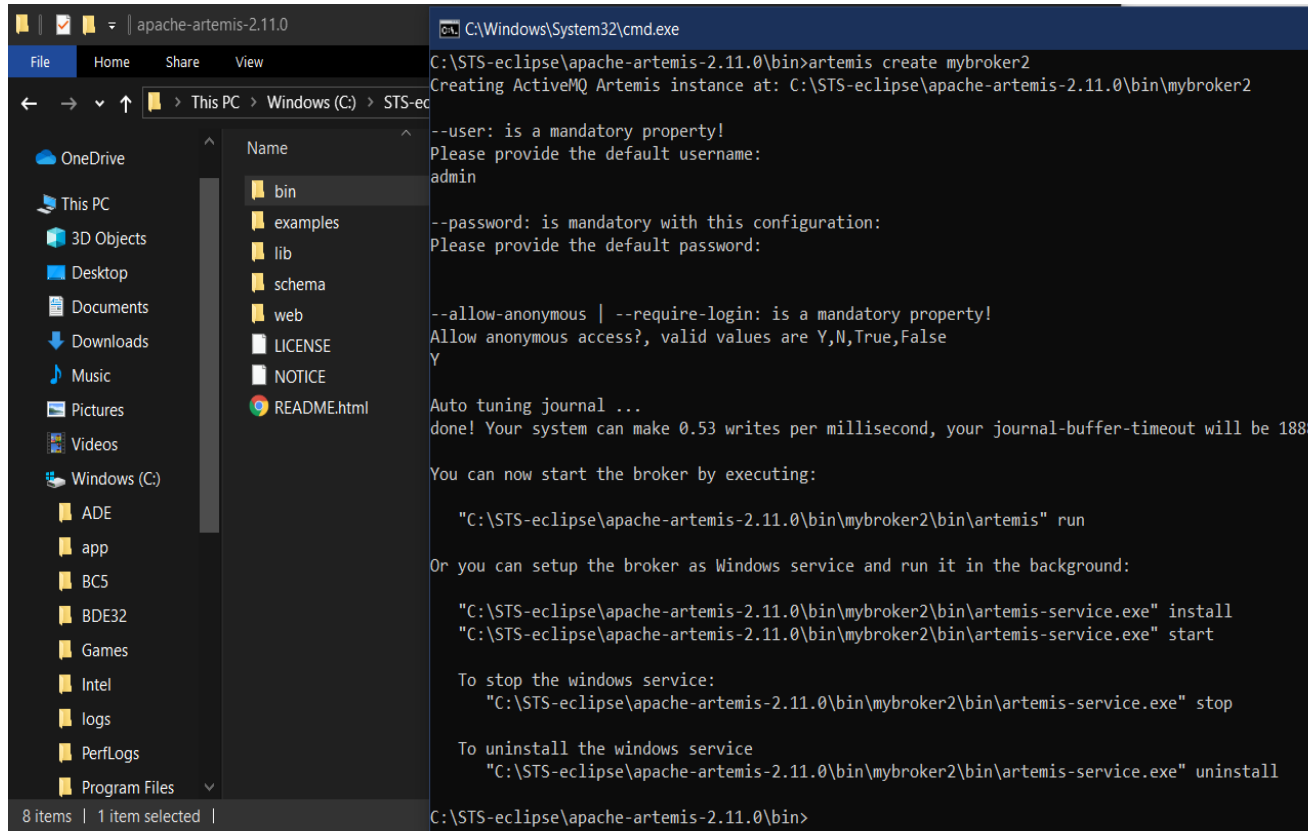 apache-artemis-2.11.0
File Home Share View
This PC > Windows (C:) > STS-ec
OneDrive
This PC
3D Objects
Desktop
Documents
Downloads
Music
Pictures
Videos
Windows (C:)
ADE
app
BC5
BDE32
Games
Intel
logs
PerfLogs
Program Files
Name
bin
examples
lib
schema
web
LICENSE
NOTICE
README.html
8 items | 1 item selected |
C:\Windows\System32\cmd.exe
C:\STS-eclipse\apache-artemis-2.11.0\bin>artemis create mybroker2
Creating ActiveMQ Artemis instance at: C:\STS-eclipse\apache-artemis-2.11.0\bin\mybroker2
--user: is a mandatory property!
Please provide the default username:
admin
--password: is mandatory with this configuration:
Please provide the default password:
--allow-anonymous | --require-login: is a mandatory property!
Allow anonymous access?, valid values are Y,N,True,False
Y
Auto tuning journal ...
done! Your system can make 0.53 writes per millisecond, your journal-buffer-timeout will be 188
You can now start the broker by executing:
"C:\STS-eclipse\apache-artemis-2.11.0\bin\mybroker2\bin\artemis" run
Or you can setup the broker as Windows service and run it in the background:
"C:\STS-eclipse\apache-artemis-2.11.0\bin\mybroker2\bin\artemis-service.exe" install
"C:\STS-eclipse\apache-artemis-2.11.0\bin\mybroker2\bin\artemis-service.exe" start
To stop the windows service:
"C:\STS-eclipse\apache-artemis-2.11.0\bin\mybroker2\bin\artemis-service.exe" stop
To uninstall the windows service
"C:\STS-eclipse\apache-artemis-2.11.0\bin\mybroker2\bin\artemis-service.exe" uninstall
C:\STS-eclipse\apache-artemis-2.11.0\bin>